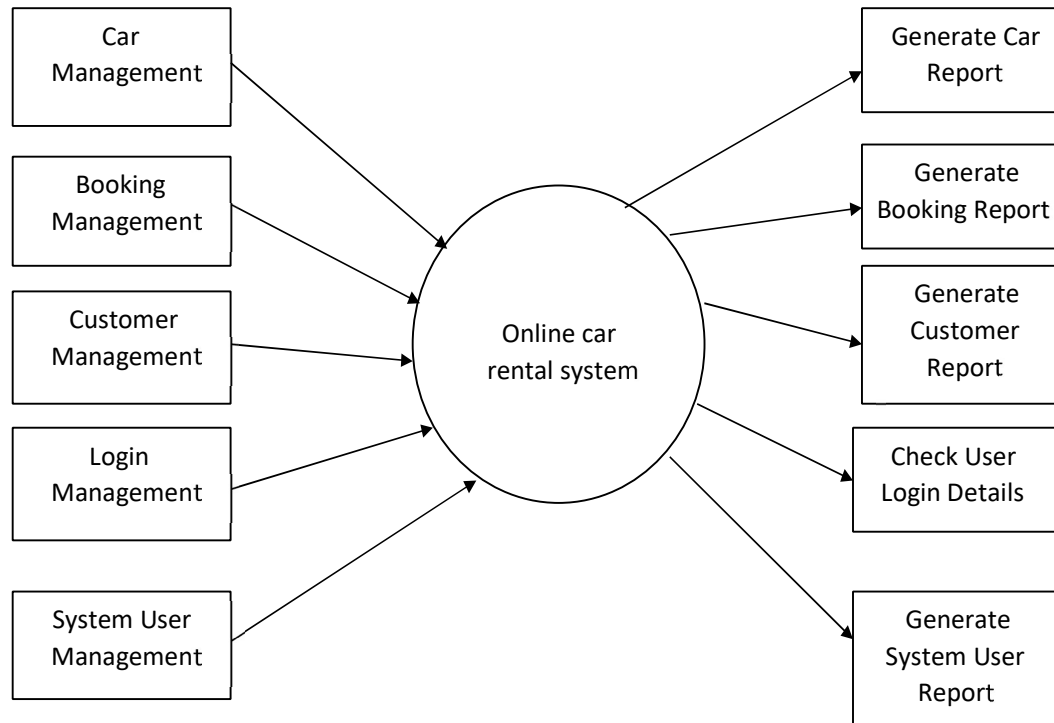 Car
Management
Booking
Management
Customer
Management
Login
Management
System User
Management
Online car
rental system
Generate Car
Report
Generate
Booking Report
Generate
Customer
Report
Check User
Login Details
Generate
System User
Report